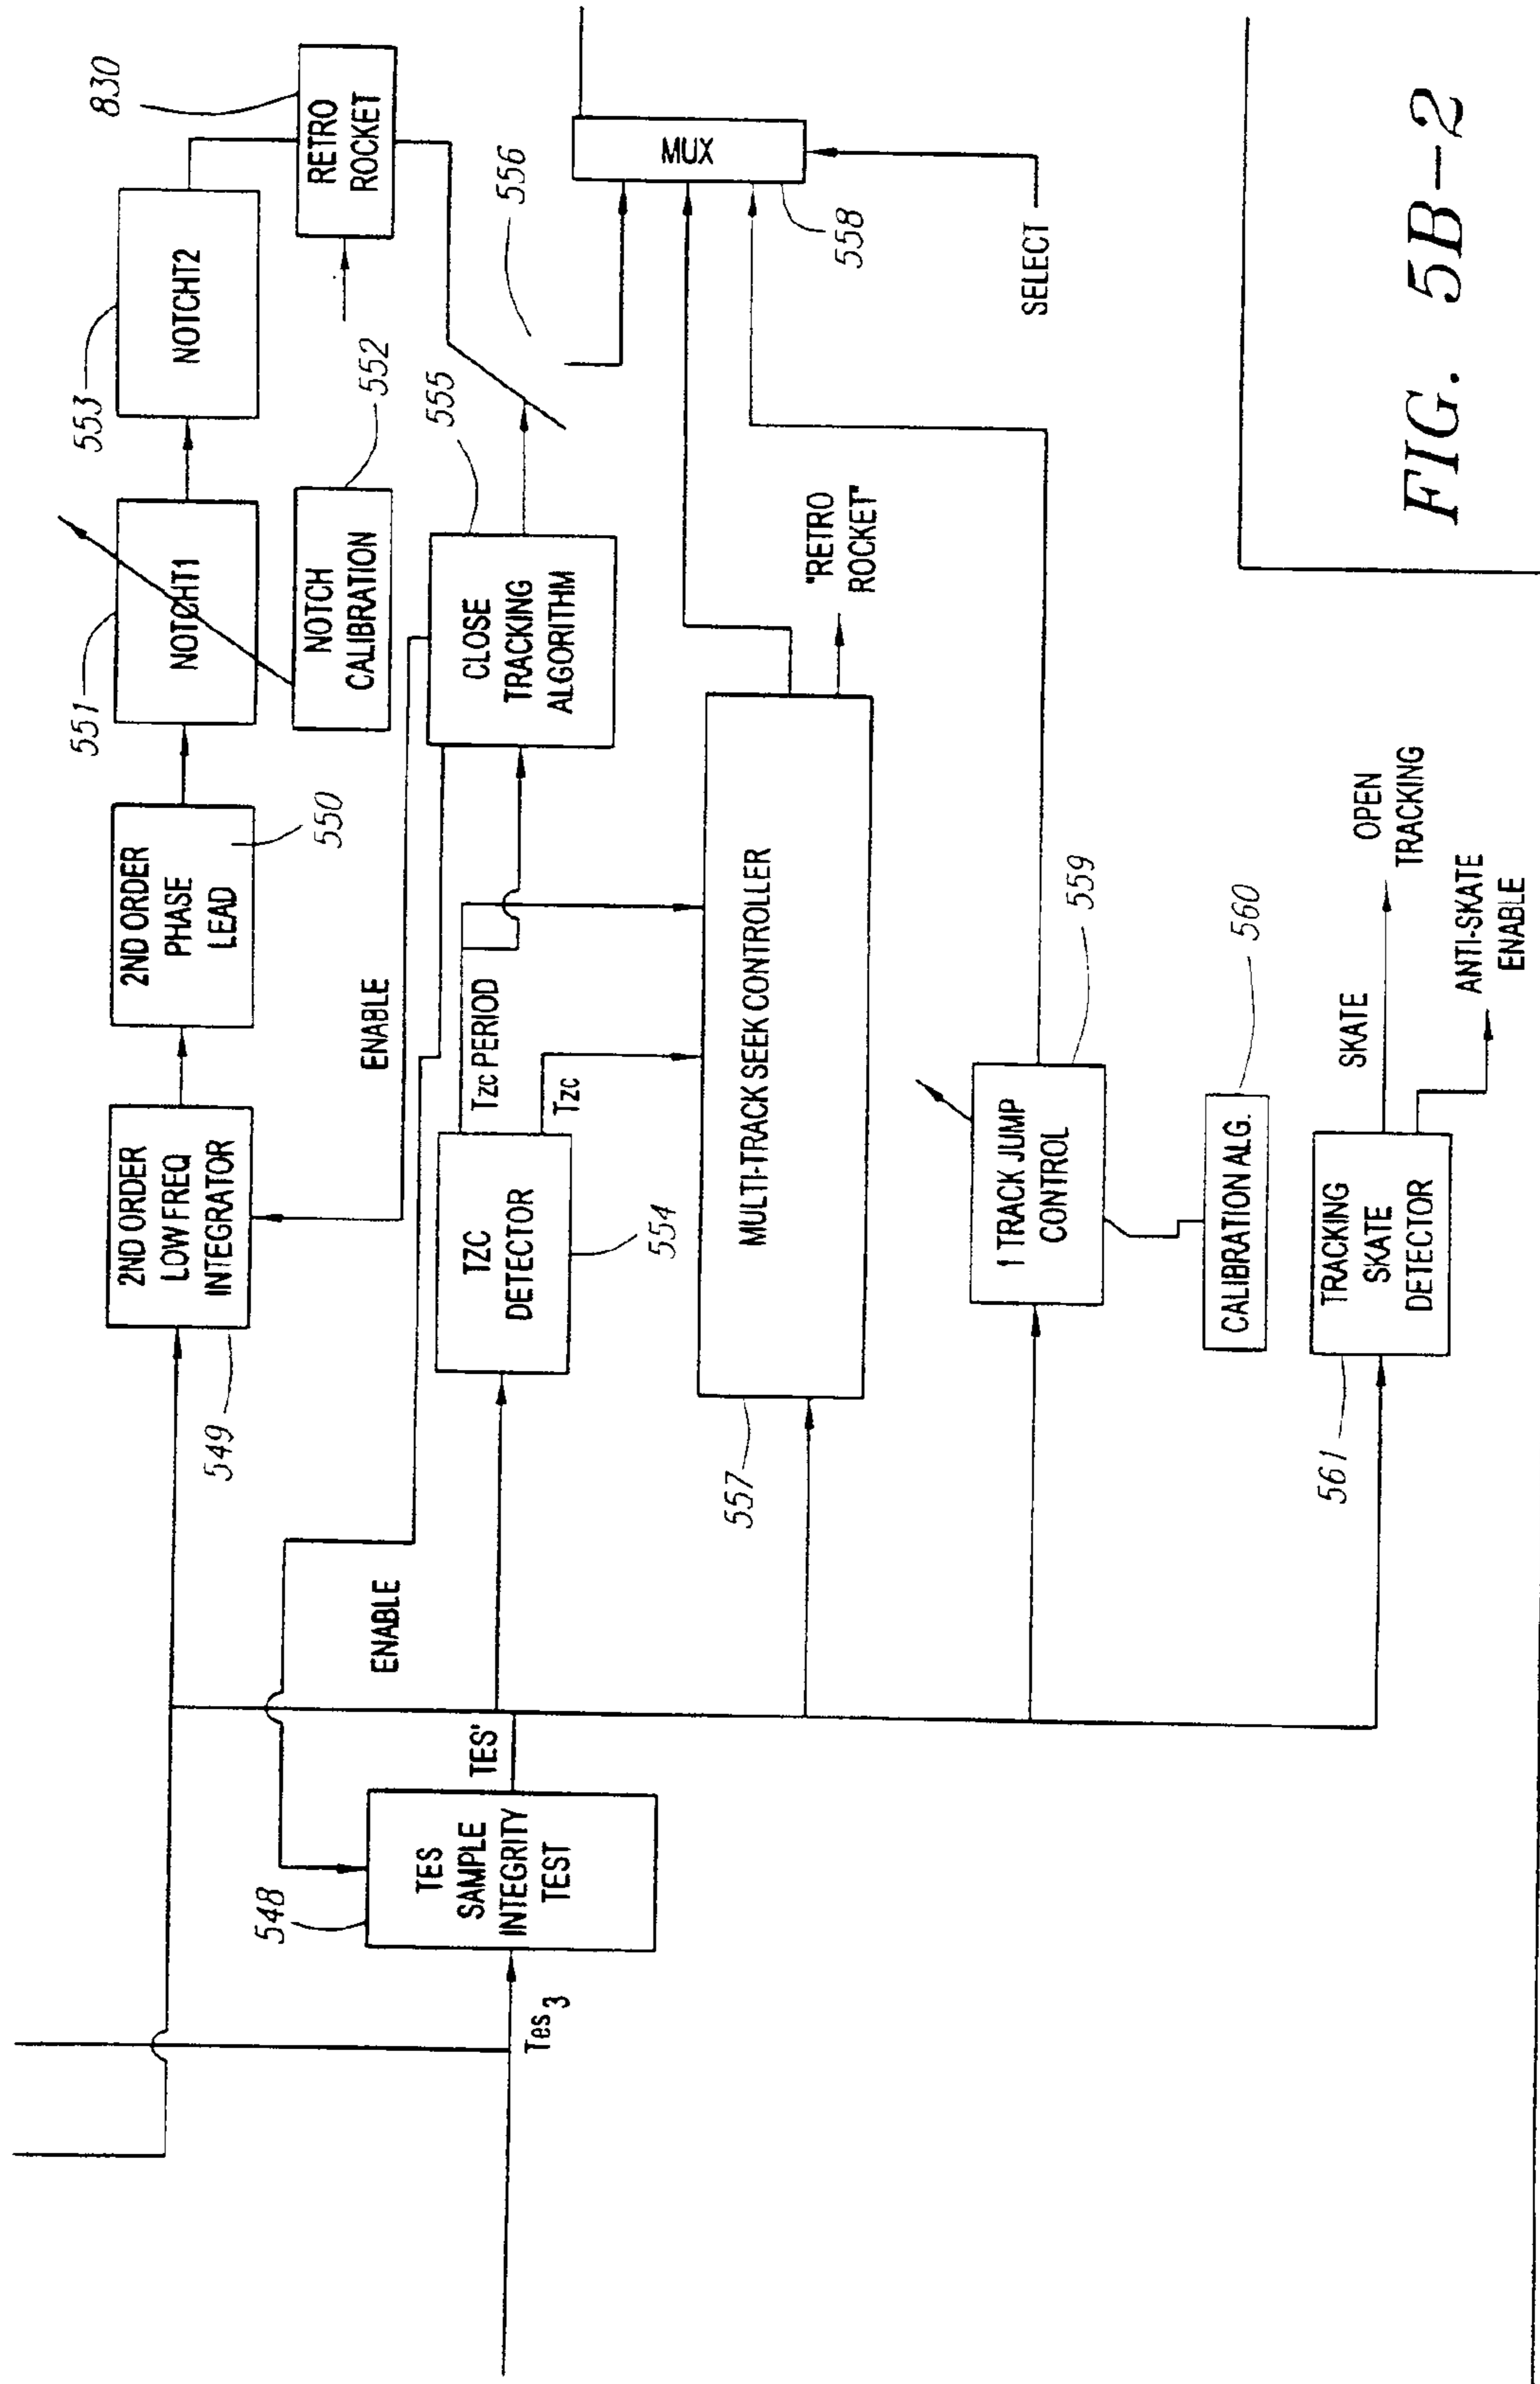 830
RETRO
ROCKET
553
NOTCHT2
551
NOTCHT1
552
NOTCH
CALIBRATION
2ND ORDER
PHASE
LEAD
550
2ND ORDER
LOW FREQ
INTEGRATOR
549
556
555
CLOSE
TRACKING
ALGORITHM
MUX
558
SELECT
ENABLE
ENABLE
Tzc PERIOD
Tzc
TZC
DETECTOR
554
"RETRO
ROCKET"
MULTI-TRACK SEEK CONTROLLER
557
TES'
TES
SAMPLE
INTEGRITY
TEST
548
Tes3
1 TRACK JUMP
CONTROL
559
CALIBRATION ALG.
560
TRACKING
SKATE
DETECTOR
561
SKATE
OPEN
TRACKING
ANTI-SKATE
ENABLE
FIG. 5B-2